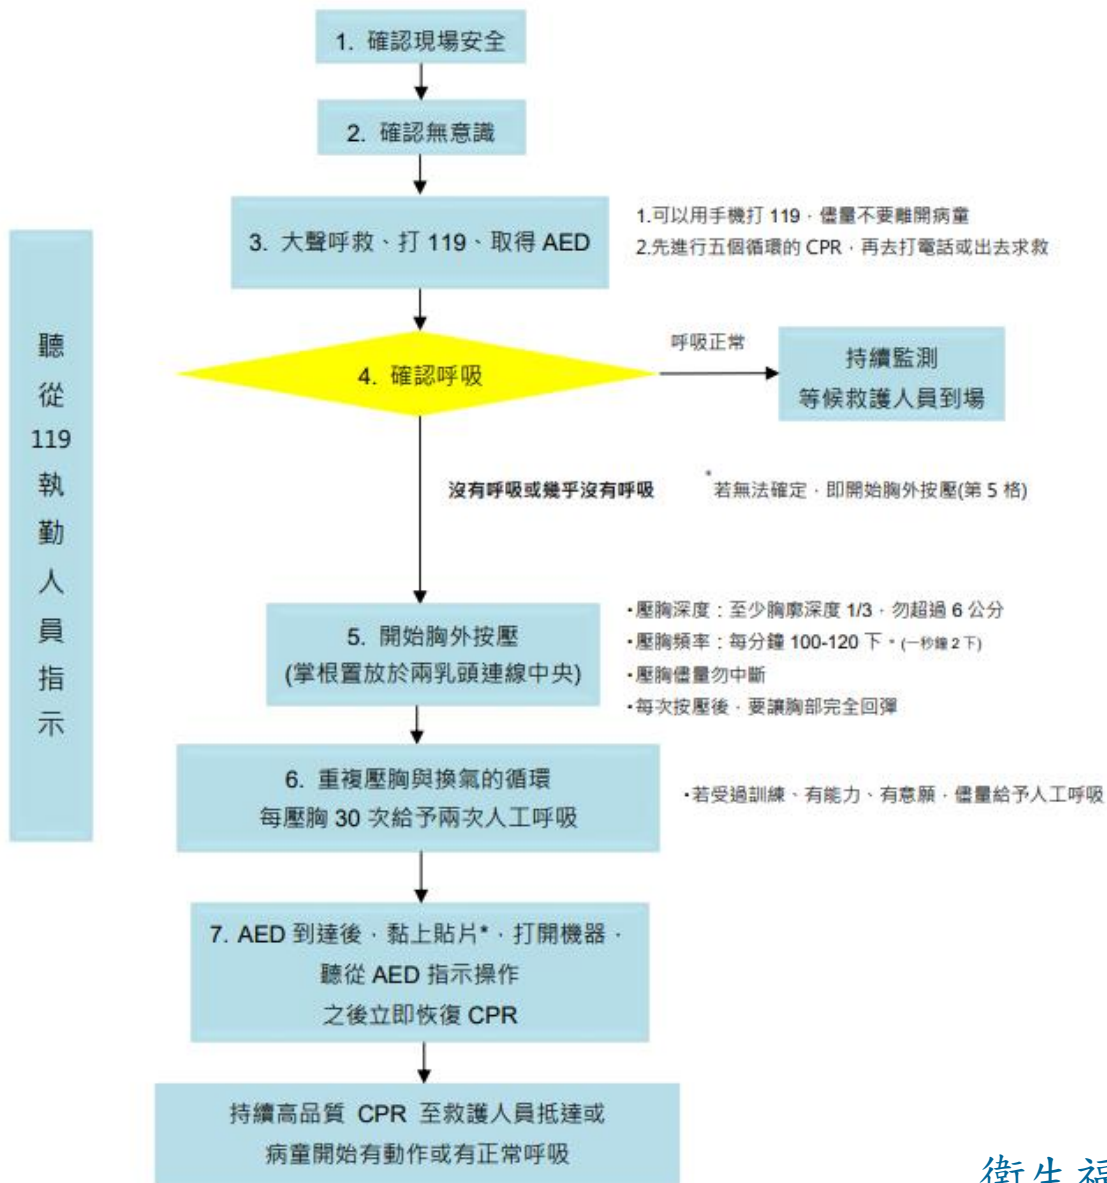 1. 確認現場安全
2. 確認無意識
3. 大聲呼救、打 119、取得 AED
1.可以用手機打 119，儘量不要離開病童
2.先進行五個循環的 CPR，再去打電話或出去求救
聽從119執勤人員指示
4. 確認呼吸
呼吸正常
持續監測
等候救護人員到場
沒有呼吸或幾乎沒有呼吸
*若無法確定，即開始胸外按壓(第 5 格)
5. 開始胸外按壓
(掌根置放於兩乳頭連線中央)
•壓胸深度：至少胸廓深度 1/3，勿超過 6 公分
•壓胸頻率：每分鐘 100-120 下。(一秒鐘 2 下)
•壓胸儘量勿中斷
•每次按壓後，要讓胸部完全回彈
6. 重複壓胸與換氣的循環
每壓胸 30 次給予兩次人工呼吸
•若受過訓練、有能力、有意願，儘量給予人工呼吸
7. AED 到達後，黏上貼片*，打開機器，
聽從 AED 指示操作
之後立即恢復 CPR
持續高品質 CPR 至救護人員抵達或
病童開始有動作或有正常呼吸
衛生福